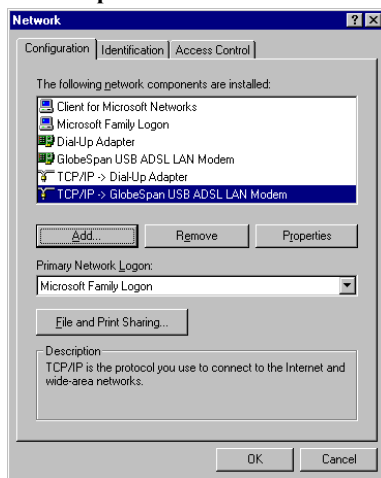 Network
Configuration Identification Access Control
The following network components are installed:
Client for Microsoft Networks
Microsoft Family Logon
Dial-Up Adapter
GlobeSpan USB ADSL LAN Modem
TCP/IP -> Dial-Up Adapter
TCP/IP -> GlobeSpan USB ADSL LAN Modem
Add... Remove Properties
Primary Network Logon:
Microsoft Family Logon
File and Print Sharing...
Description
TCP/IP is the protocol you use to connect to the Internet and
wide-area networks.
OK Cancel